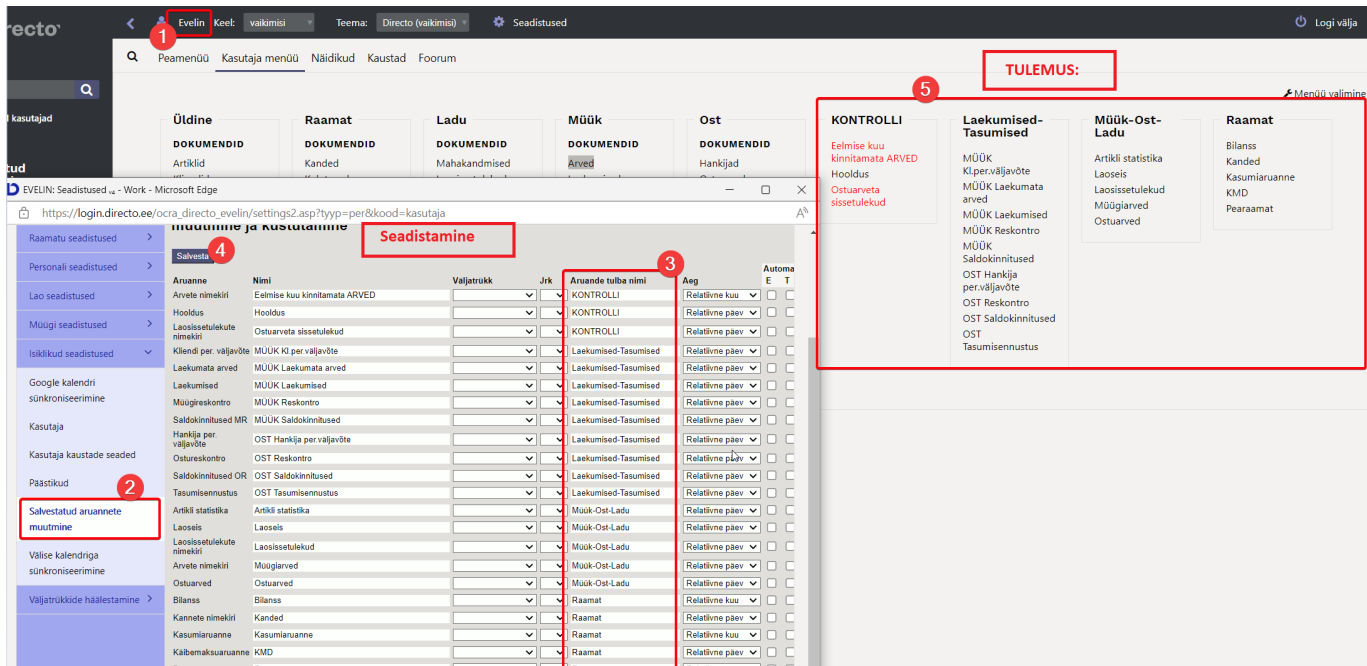 recto
Evelin
Keel:
vaikimisi
Teema:
Directo (vaikimisi)
Seadistused
Logi välja
1
Peamenüü
Kasutaja menüü
Näidikud
Kaustad
Foorum
TULEMUS:
5
Menüü valimine
l kasutajad
tud
Üldine
DOKUMENDID
Artiklid
Raamat
DOKUMENDID
Kanded
Ladu
DOKUMENDID
Mahakandmised
Müük
DOKUMENDID
Arved
Ost
DOKUMENDID
Hankijad
KONTROLLI
Eelmise kuu
kinnitamata ARVED
Hooldus
Ostuarveta
sissetulekud
Laekumised-
Tasumised
MÜÜK
Kl.per.väljavõte
MÜÜK Laekumata
arved
MÜÜK Laekumised
MÜÜK Reskontro
MÜÜK
Saldokinnitused
OST Hankija
per.väljavõte
OST Reskontro
OST Saldokinnitused
OST
Tasumisennustus
Müük-Ost-
Ladu
Artikli statistika
Laoseis
Laosissetulekud
Müügiarved
Ostuarved
Raamat
Bilanss
Kanded
Kasumiaruanne
KMD
Pearaamat
EVELIN: Seadistused v4 - Work - Microsoft Edge
https://login.directo.ee/ocra_directo_evelin/settings2.asp?tyyp=per&kood=kasutaja
Raamatu seadistused
Personali seadistused
Lao seadistused
Müügi seadistused
Isiklikud seadistused
Google kalendri
sünkroniseerimine
Kasutaja
Kasutaja kaustade seaded
Päästikud
2
Salvestatud aruannete
muutmine
Välise kalendriga
sünkroniseerimine
Väljatrükkide häälestamine
muutmine ja kustutamine
Seadistamine
Salvesta
4
3
Automa
Aruanne Nimi Väljatrükk Jrk Aruande tulba nimi Aeg E T
Arvete nimekiri Eelmise kuu kinnitamata ARVED KONTROLLI Relatiivne kuu
Hooldus Hooldus KONTROLLI Relatiivne päev
Laosissetulekute
nimekiri Ostuarveta sissetulekud KONTROLLI Relatiivne päev
Kliendi per. väljavõte MÜÜK Kl.per.väljavõte Laekumised-Tasumised Relatiivne päev
Laekumata arved MÜÜK Laekumata arved Laekumised-Tasumised Relatiivne päev
Laekumised MÜÜK Laekumised Laekumised-Tasumised Relatiivne päev
Müügireskontro MÜÜK Reskontro Laekumised-Tasumised Relatiivne päev
Saldokinnitused MR MÜÜK Saldokinnitused Laekumised-Tasumised Relatiivne päev
Hankija per.
väljavõte OST Hankija per.väljavõte Laekumised-Tasumised Relatiivne päev
Ostureskontro OST Reskontro Laekumised-Tasumised Relatiivne päev
Saldokinnitused OR OST Saldokinnitused Laekumised-Tasumised Relatiivne päev
Tasumisennustus OST Tasumisennustus Laekumised-Tasumised Relatiivne päev
Artikli statistika Artikli statistika Müük-Ost-Ladu Relatiivne päev
Laoseis Laoseis Müük-Ost-Ladu Relatiivne päev
Laosissetulekute
nimekiri Laosissetulekud Müük-Ost-Ladu Relatiivne päev
Arvete nimekiri Müügiarved Müük-Ost-Ladu Relatiivne päev
Ostuarved Ostuarved Müük-Ost-Ladu Relatiivne päev
Bilanss Bilanss Raamat Relatiivne kuu
Kannete nimekiri Kanded Raamat Relatiivne päev
Kasumiaruanne Kasumiaruanne Raamat Relatiivne kuu
Käibemaksuaruanne KMD Raamat Relatiivne päev